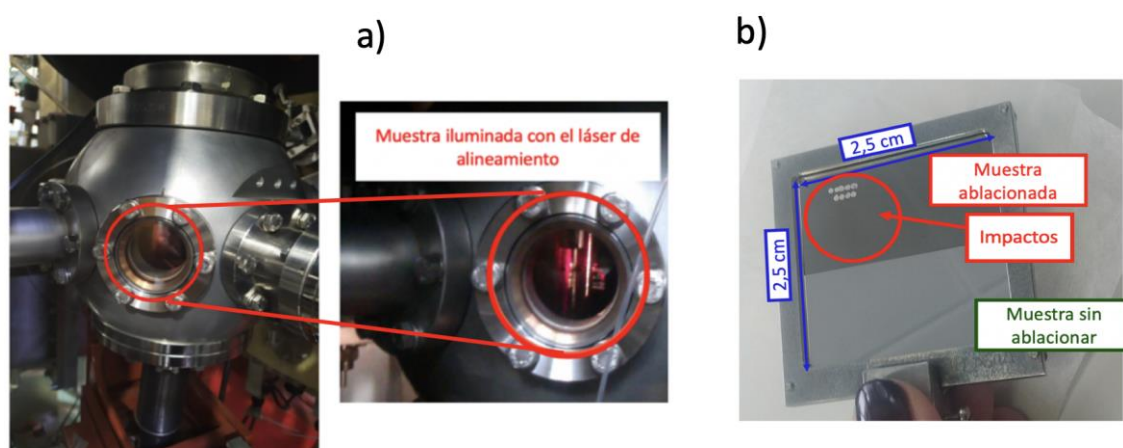 a)
b)
Muestra iluminada con el láser de
alineamiento
2,5 cm
Muestra
ablacionada
Impactos
2,5 cm
Muestra sin
ablacionar